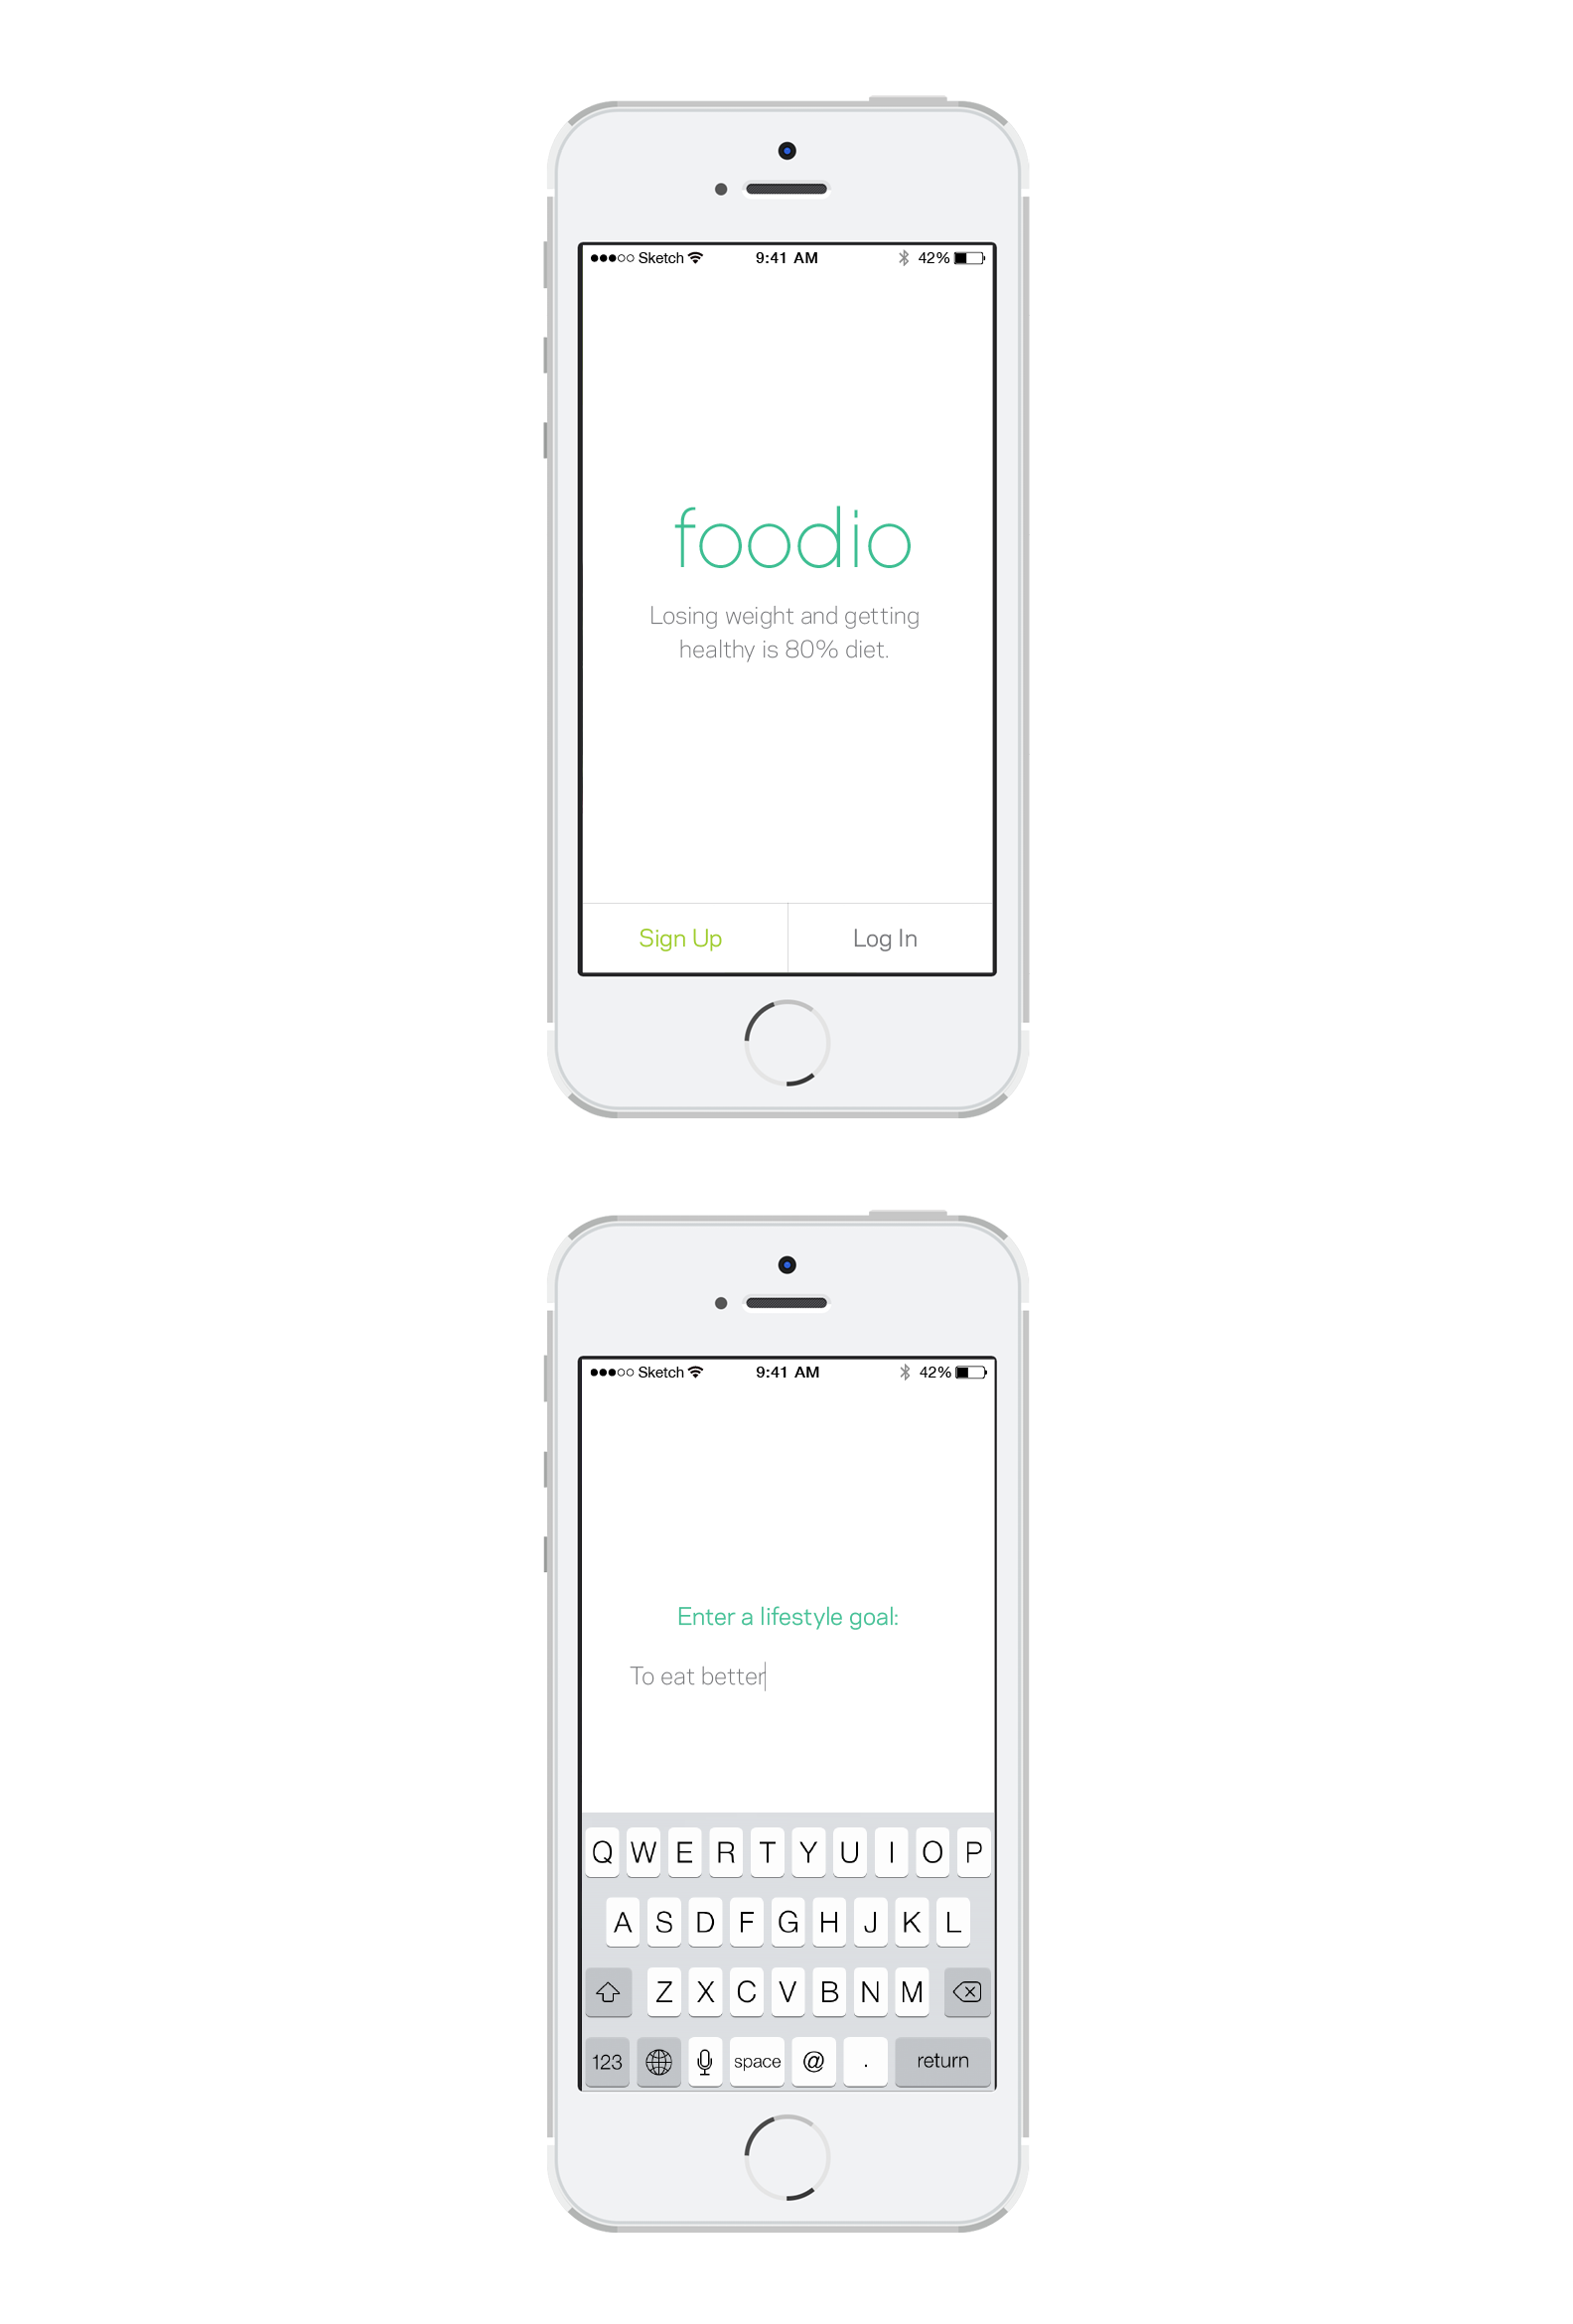 Sketch 9:41 AM 42%
foodio
Losing weight and getting
healthy is 80% diet.
Sign Up Log In
Sketch 9:41 AM 42%
Enter a lifestyle goal:
To eat better
Q W E R T Y U I O P
A S D F G H J K L
Z X C V B N M
123 space @ . return